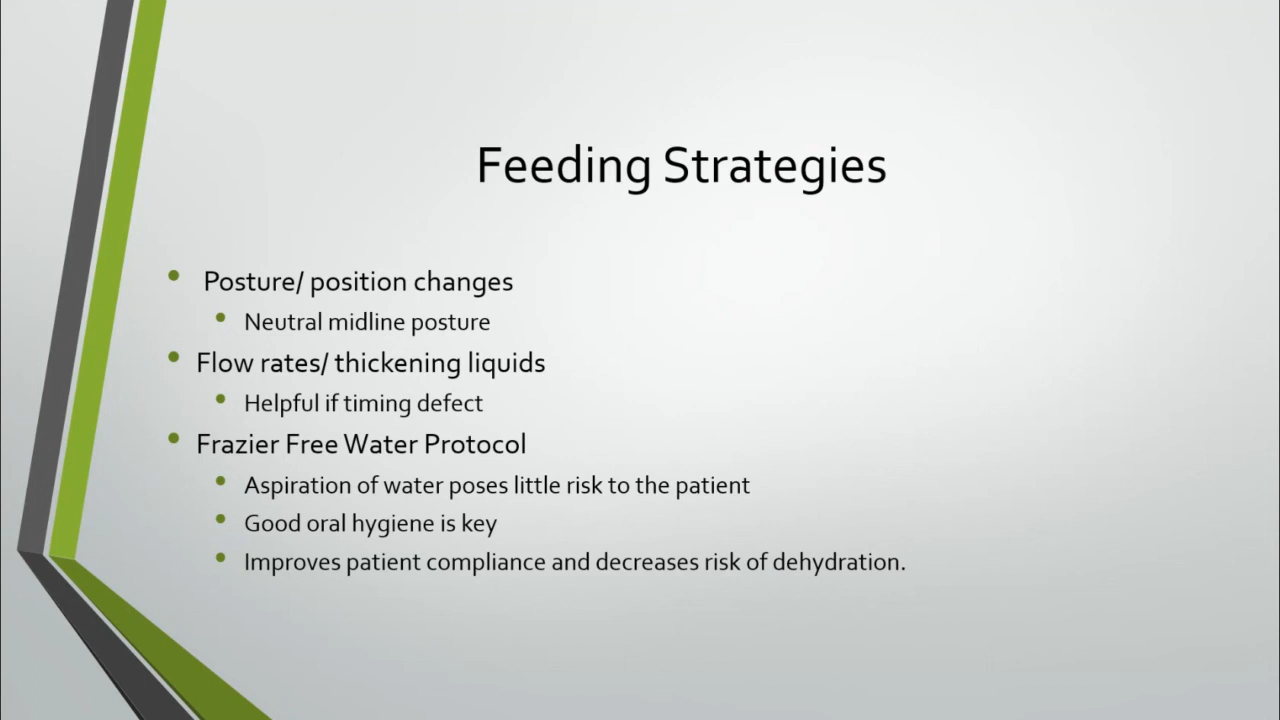 Feeding Strategies
• Posture/ position changes
• Neutral midline posture
• Flow rates/ thickening liquids
• Helpful if timing defect
• Frazier Free Water Protocol
• Aspiration of water poses little risk to the patient
• Good oral hygiene is key
• Improves patient compliance and decreases risk of dehydration.